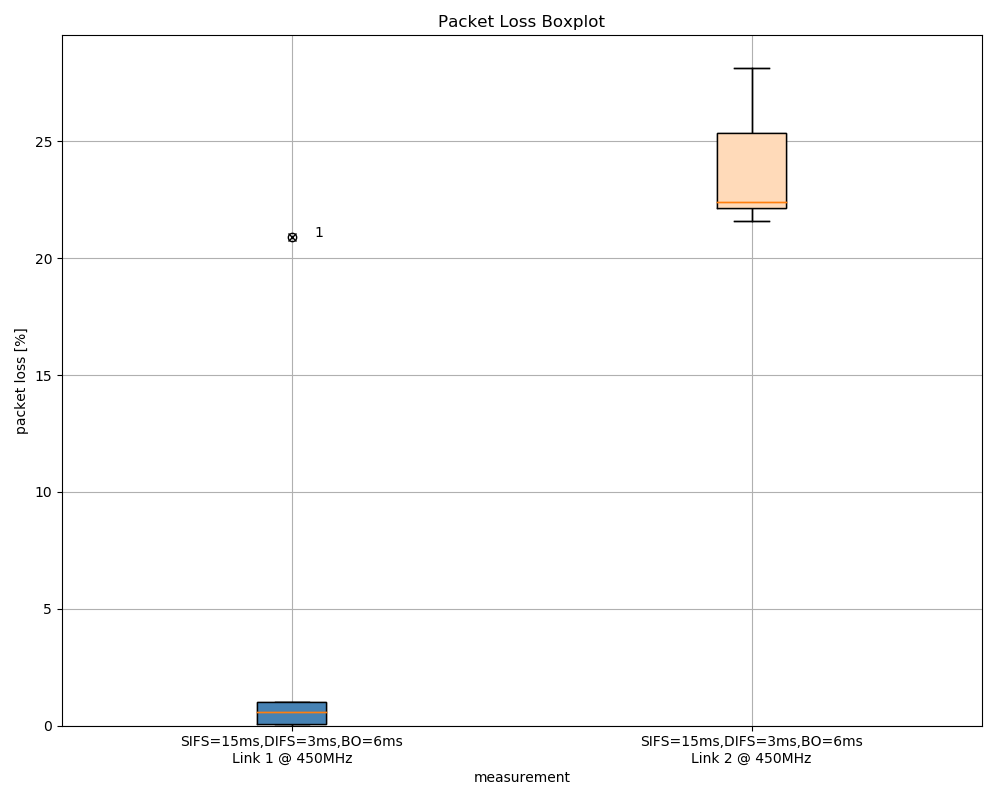 Packet Loss Boxplot
packet loss [%]
25
20
15
10
5
0
1
SIFS=15ms,DIFS=3ms,BO=6ms
Link 1 @ 450MHz
SIFS=15ms,DIFS=3ms,BO=6ms
Link 2 @ 450MHz
measurement